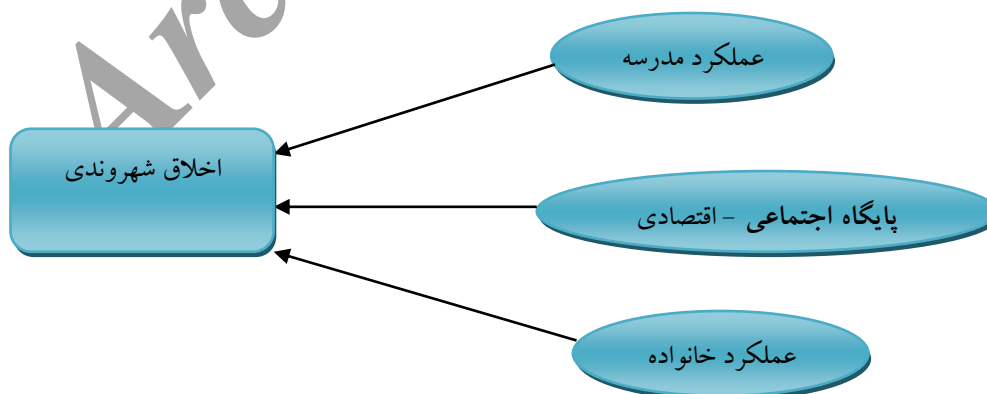 عملکرد مدرسه
اخلاق شهروندی
پایگاه اجتماعی - اقتصادی
عملکرد خانواده